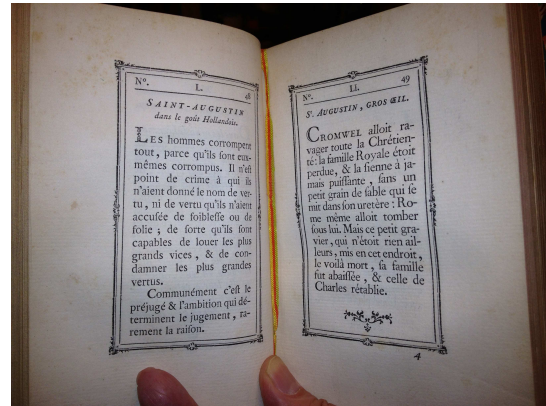 Nº. L. 48
SAINT-AUGUSTIN
dans le goût Hollandois.
LES hommes corrompent
tout, parce qu'ils ſont eux-
mêmes corrompus. Il n'eſt
point de crime à qui ils
n'aient donné le nom de ver-
tu, ni de vertu qu'ils n'aient
accuſée de foibleſſe ou de
folie ; de ſorte qu'ils ſont
capables de louer les plus
grands vices, & de con-
damner les plus grandes
vertus.
Communément c'eſt le
préjugé & l'ambition qui dé-
terminent le jugement, ra-
rement la raiſon.
Nº. LI. 49
St. AUGUSTIN, GROS ŒIL.
CROMWEL alloit ra-
vager toute la Chrétien-
té : la famille Royale étoit
perdue, & la ſienne à ja-
mais puiſſante, ſans un
petit grain de ſable qui ſe
mit dans ſon uretère : Ro-
me même alloit tomber
ſous lui. Mais ce petit gra-
vier, qui n'étoit rien ail-
leurs, mis en cet endroit,
le voilà mort, ſa famille
fut abaiſſée, & celle de
Charles rétablie.
4